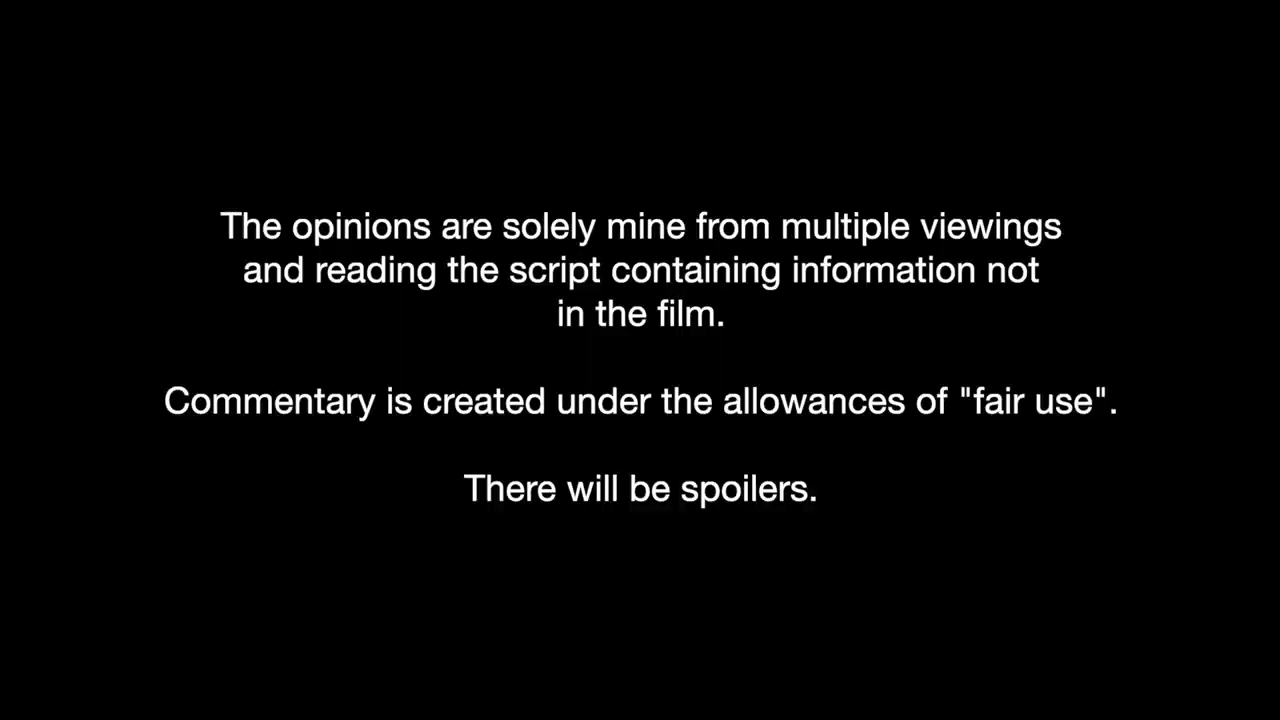 The opinions are solely mine from multiple viewings
and reading the script containing information not
in the film.
Commentary is created under the allowances of "fair use".
There will be spoilers.